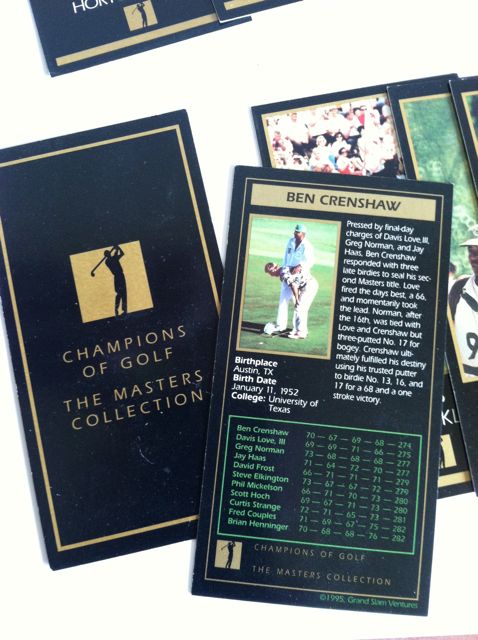 CHAMPIONS
OF GOLF
THE MASTERS
COLLECTION
BEN CRENSHAW
Pressed by final-day
charges of Davis Love,III,
Greg Norman, and Jay
Haas, Ben Crenshaw
responded with three
late birdies to seal his sec-
ond Masters title. Love
fired the days best, a 66,
and momentarily took
the lead. Norman, after
the 16th, was tied with
Love and Crenshaw but
three-putted No. 17 for
bogey. Crenshaw ulti-
mately fulfilled his destiny
using his trusted putter
to birdie No. 13, 16, and
17 for a 68 and a one
stroke victory.
Birthplace
Austin, TX
Birth Date
January 11, 1952
College: University of
Texas
Ben Crenshaw 70 — 67 — 69 — 68 — 274
Davis Love, III 69 — 69 — 71 — 66 — 275
Greg Norman 73 — 68 — 68 — 68 — 277
Jay Haas 71 — 64 — 72 — 70 — 277
David Frost 66 — 71 — 71 — 71 — 279
Steve Elkington 73 — 67 — 67 — 72 — 279
Phil Mickelson 66 — 71 — 70 — 73 — 280
Scott Hoch 69 — 67 — 71 — 73 — 280
Curtis Strange 72 — 71 — 65 — 73 — 281
Fred Couples 71 — 69 — 67 — 75 — 282
Brian Henninger 70 — 68 — 68 — 76 — 282
CHAMPIONS OF GOLF
THE MASTERS COLLECTION
©1995, Grand Slam Ventures